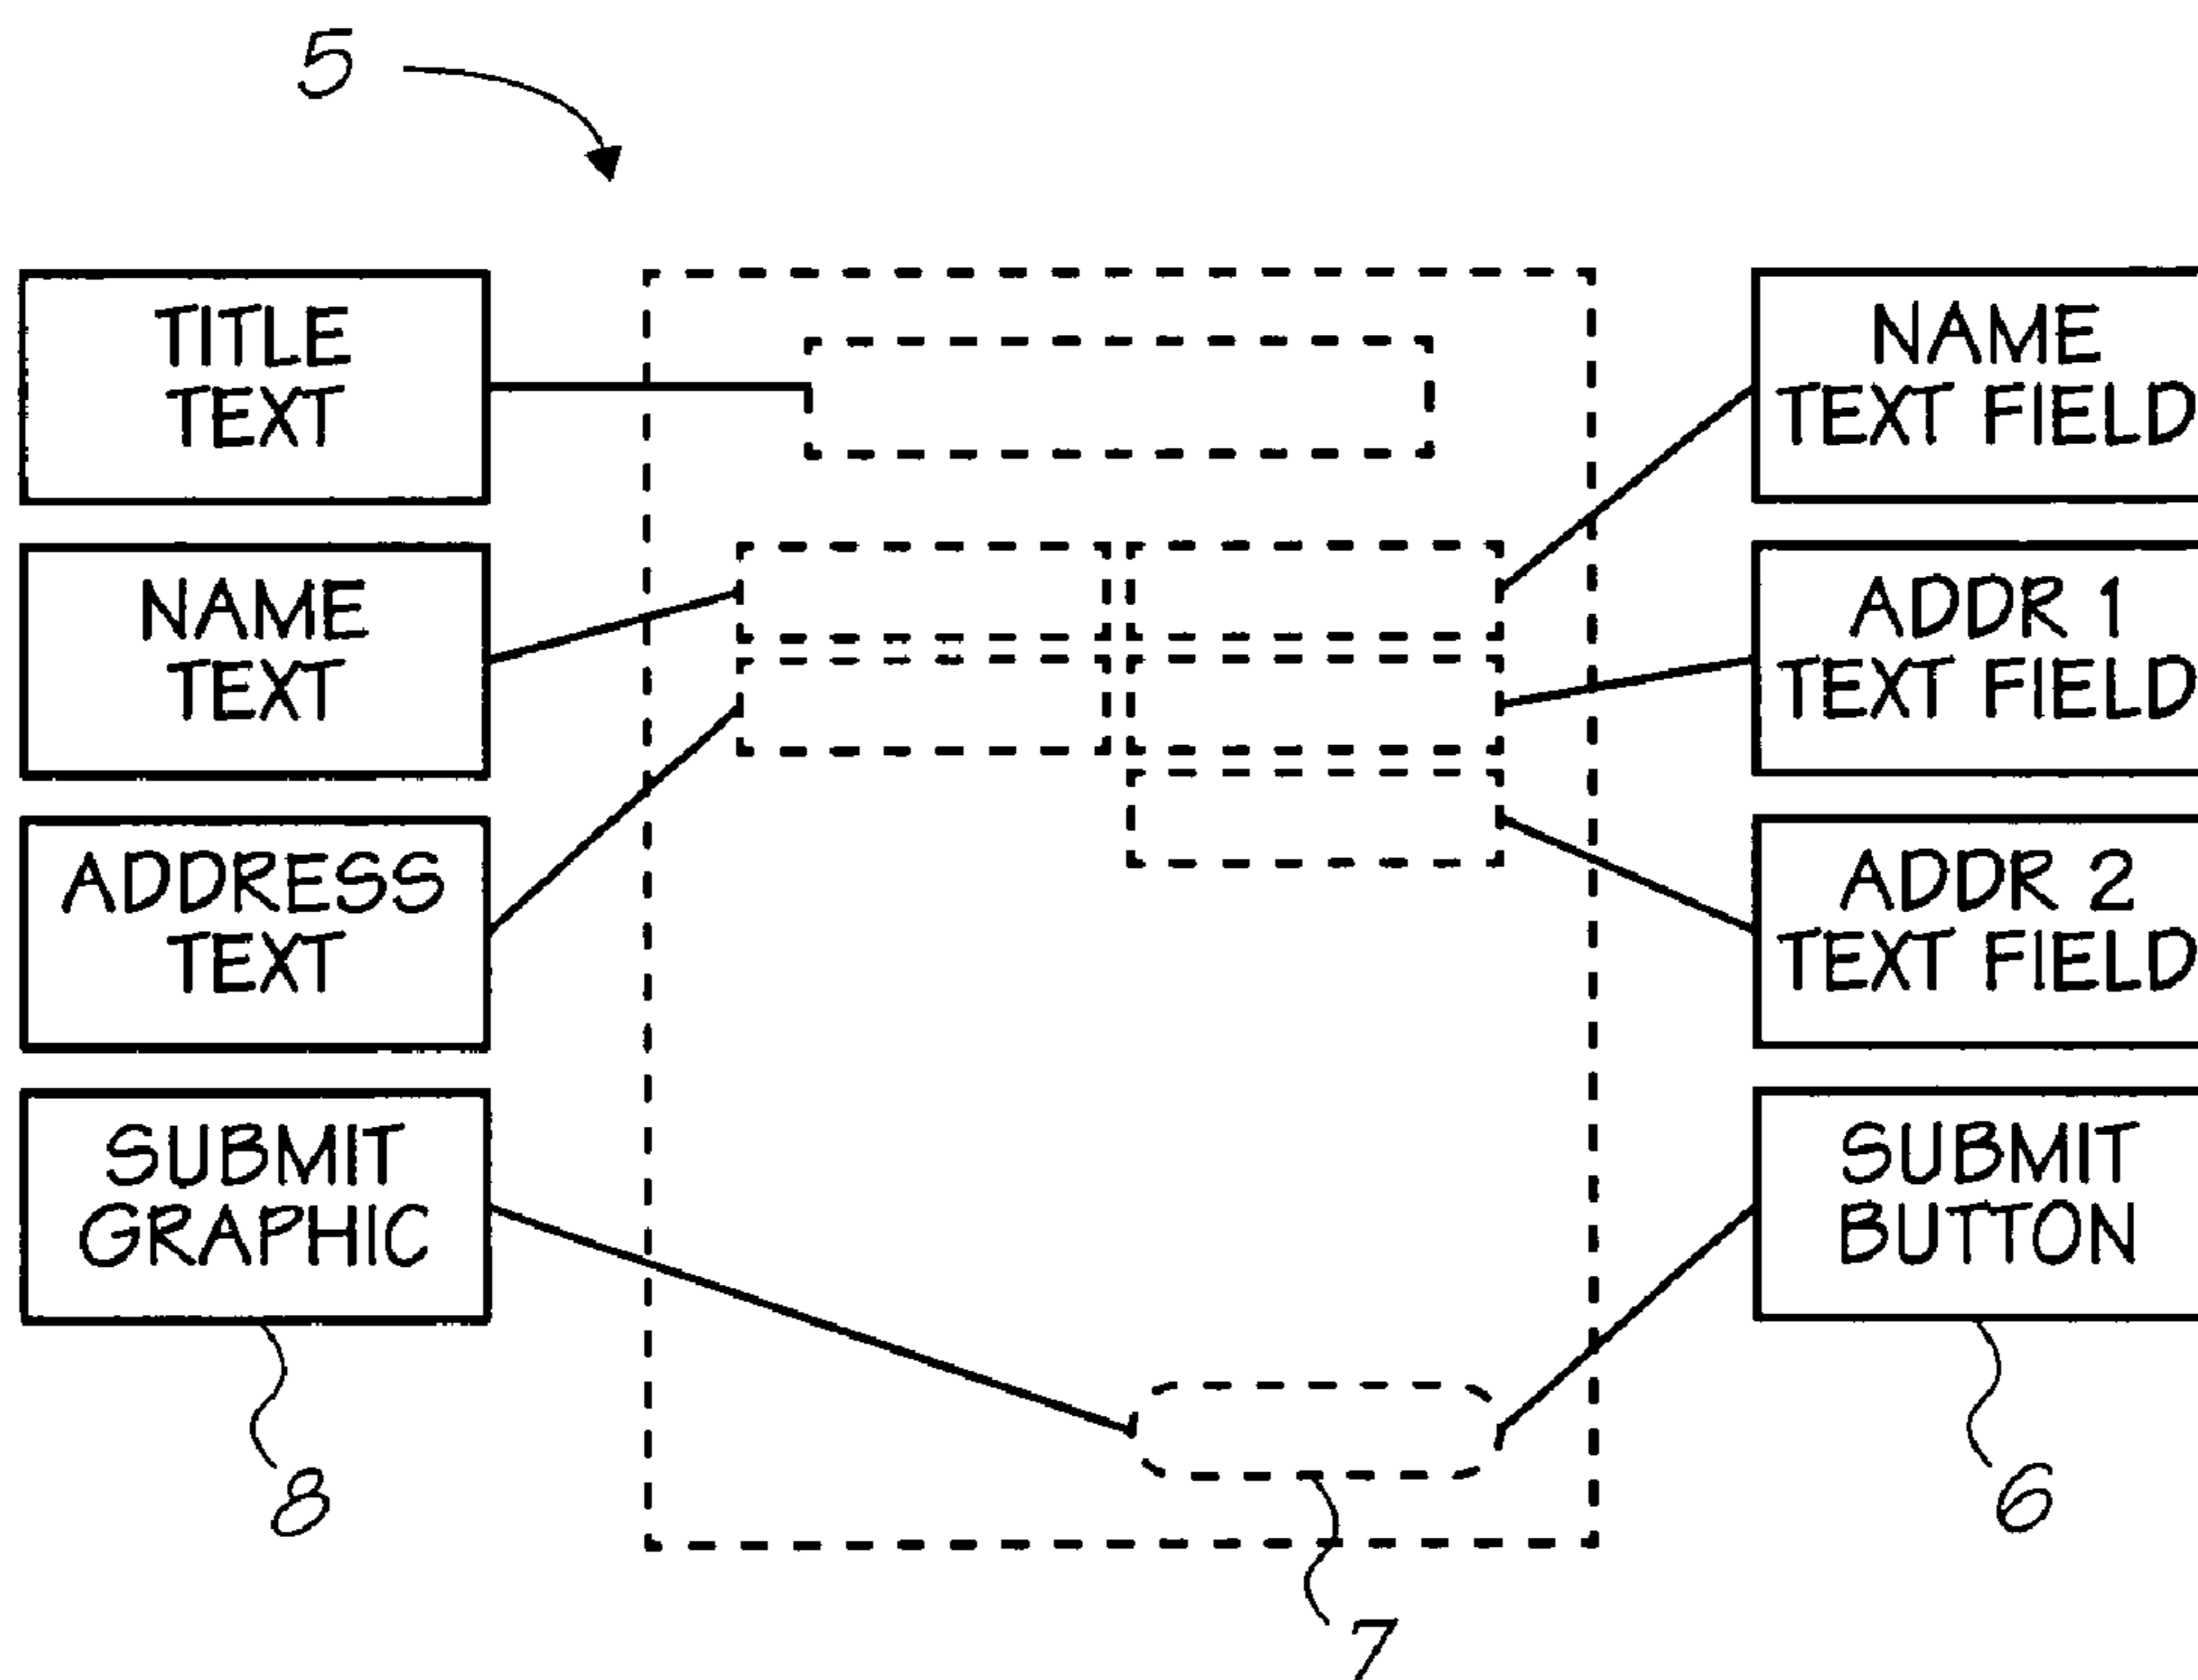 5
TITLE
TEXT
NAME
TEXT
ADDRESS
TEXT
SUBMIT
GRAPHIC
8
NAME
TEXT FIELD
ADDR 1
TEXT FIELD
ADDR 2
TEXT FIELD
SUBMIT
BUTTON
6
7